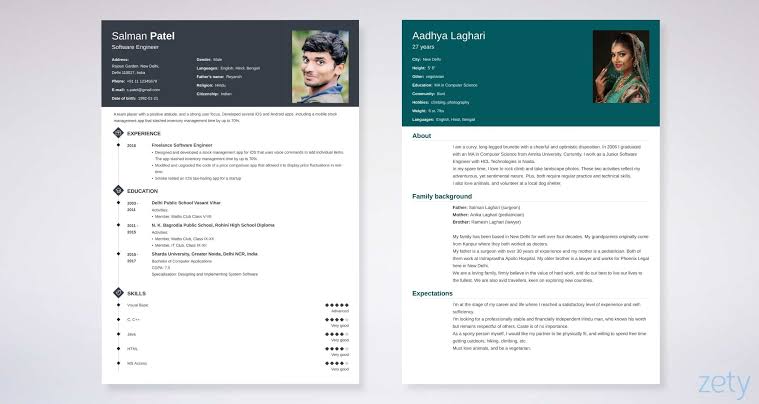 Salman Patel
Software Engineer
Address:
Rajaori Garden, New Delhi,
Delhi 110027, India
Phone: +91 11 12345678
E-mail: s.patel@gmail.com
Date of birth: 1992-01-21
Gender: Male
Languages: English, Hindi, Bengali
Father's name: Reyansh
Religion: Hindu
Citizenship: Indian
A team player with a positive attitude, and a strong user focus. Developed several iOS and Android apps, including a mobile stock
management app that slashed inventory management time by up to 70%.
EXPERIENCE
2018
Freelance Software Engineer
• Designed and developed a stock management app for iOS that uses voice commands to add individual items.
The app slashed inventory management time by up to 70%.
• Modified and upgraded the code of a price comparison app that allowed it to display price fluctuations in real-
time.
• Single-tested an iOS tax-having app for a startup
EDUCATION
2003 -
2011
Delhi Public School Vasant Vihar
Activities:
• Member, Maths Club Class V-VIII
2011 -
2015
N. K. Bagrodia Public School, Rohini High School Diploma
Activities:
• Member, Maths Club, Class IX-XII
• Member, IT Club, Class IX-XII
2015 -
2017
Sharda University, Greater Noida, Delhi NCR, India
Bachelor of Computer Applications
CGPA: 7.5
Specialisation: Designing and Implementing System Software
SKILLS
Visual Basic
Advanced
C, C++
Very good
Java
Very good
HTML
Very good
MS Access
Very good
Aadhya Laghari
27 years
City: New Delhi
Height: 5' 6"
Other: vegetarian
Education: MA in Computer Science
Community:
Hobbies: climbing, photography
Weight: 8 st. 7lbs
Languages: English, Hindi, Bengali
About
I am a curvy, long-legged brunette with a cheerful and optimistic disposition. In 2006 I graduated
with an MA in Computer Science from Amrita University. Currently, I work as a Junior Software
Engineer with HCL Technologies in Noida.
In my spare time, I love to rock climb and take landscape photos. These two activities reflect my
adventurous, yet sentimental nature. Plus, both require regular practice and technical skills.
I also love animals, and volunteer at a local dog shelter.
Family background
Father: Salman Laghari (surgeon)
Mother: Anika Laghari (pediatrician)
Brother: Rameen Laghari (lawyer)
My family has been based in New Delhi for well over five decades. My grandparents originally come
from Kanpur where they both worked as doctors.
My father is a surgeon with over 30 years of experience and my mother is a pediatrician. Both of
them work at Indraprastha Apollo Hospital. My older brother is a lawyer and works for Phoenix Legal
here in New Delhi.
We are a loving family, firmly believe in the value of hard work, and do our best to live our lives to
the fullest. We are also avid travellers, keen on exploring new countries.
Expectations
I'm at the stage of my career and life where I reached a satisfactory level of experience and self-
sufficiency.
I'm looking for a professionally stable and financially independent Hindu man, who knows his worth
but remains respectful of others. Caste is of no importance.
As a sporty person myself, I would like my partner to be physically fit, and willing to spend free time
getting outdoors, hiking, climbing, etc
Must love animals, and be a vegetarian.
zety